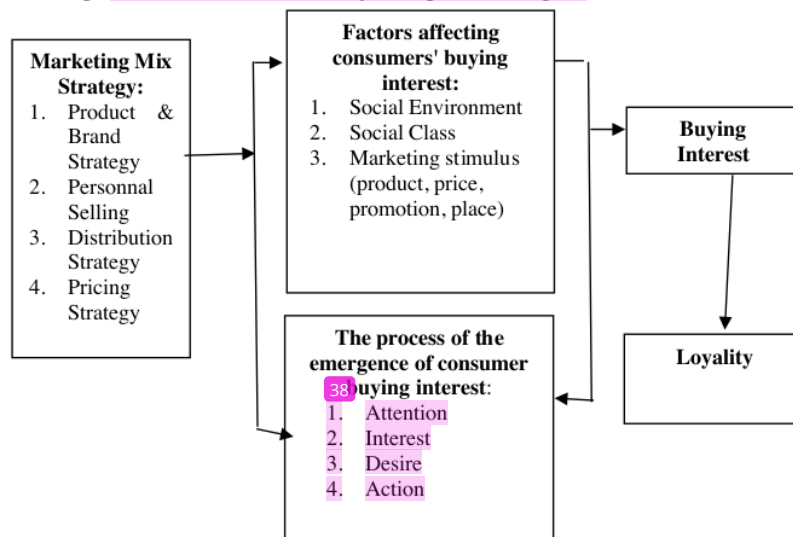 Marketing Mix
Strategy:
1. Product &
Brand
Strategy
2. Personnal
Selling
3. Distribution
Strategy
4. Pricing
Strategy
Factors affecting
consumers' buying
interest:
1. Social Environment
2. Social Class
3. Marketing stimulus
(product, price,
promotion, place)
The process of the
emergence of consumer
buying interest:
38
1. Attention
2. Interest
3. Desire
4. Action
Buying
Interest
Loyality